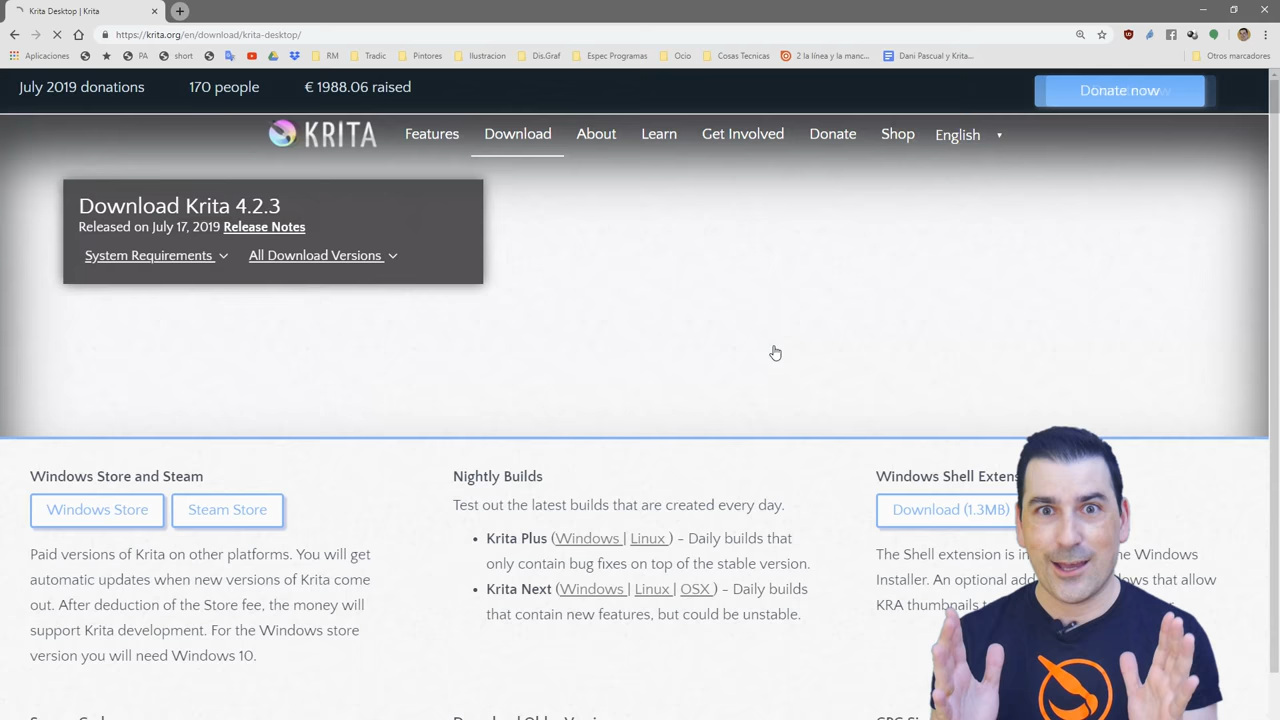 Krita Desktop | Krita
https://krita.org/en/download/krita-desktop/
Aplicaciones PA short RM Tradic Pintores Ilustracion Dis.Graf Espec Programas Ocio Cosas Tecnicas 2 la línea y la manc... Dani Pascual y Krita... Otros marcadores
July 2019 donations 170 people € 1988.06 raised Donate now
KRITA Features Download About Learn Get Involved Donate Shop English
Download Krita 4.2.3
Released on July 17, 2019 Release Notes
System Requirements All Download Versions
Windows Store and Steam
Windows Store Steam Store
Paid versions of Krita on other platforms. You will get
automatic updates when new versions of Krita come
out. After deduction of the Store fee, the money will
support Krita development. For the Windows store
version you will need Windows 10.
Nightly Builds
Test out the latest builds that are created every day.
• Krita Plus (Windows | Linux ) - Daily builds that
only contain bug fixes on top of the stable version.
• Krita Next (Windows | Linux | OSX ) - Daily builds
that contain new features, but could be unstable.
Windows Shell Extens
Download (1.3MB)
The Shell extension is in the Windows
Installer. An optional add ows that allow
KRA thumbnails